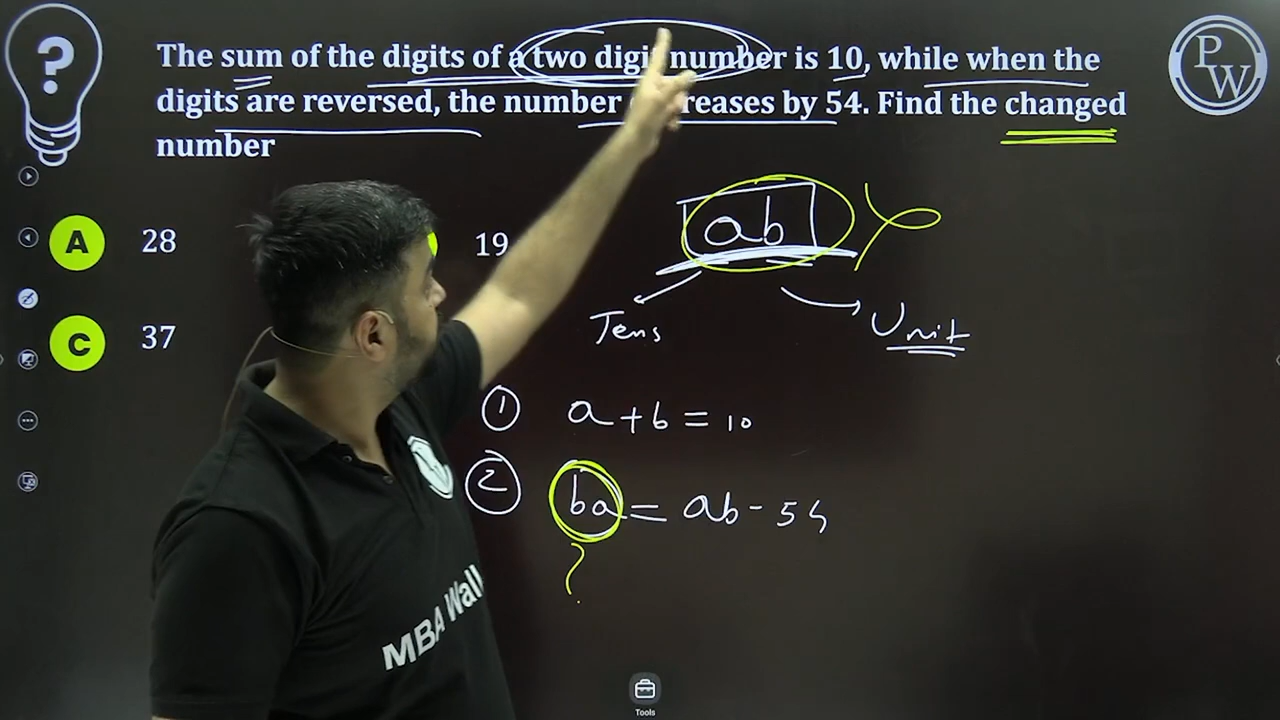 The sum of the digits of a two digit number is 10, while when the
digits are reversed, the number decreases by 54. Find the changed
number
P
W
A 28
19
C 37
ab
Tens
Unit
1 a + b = 10
2 ba = ab - 54
?
MBA Wall
Tools